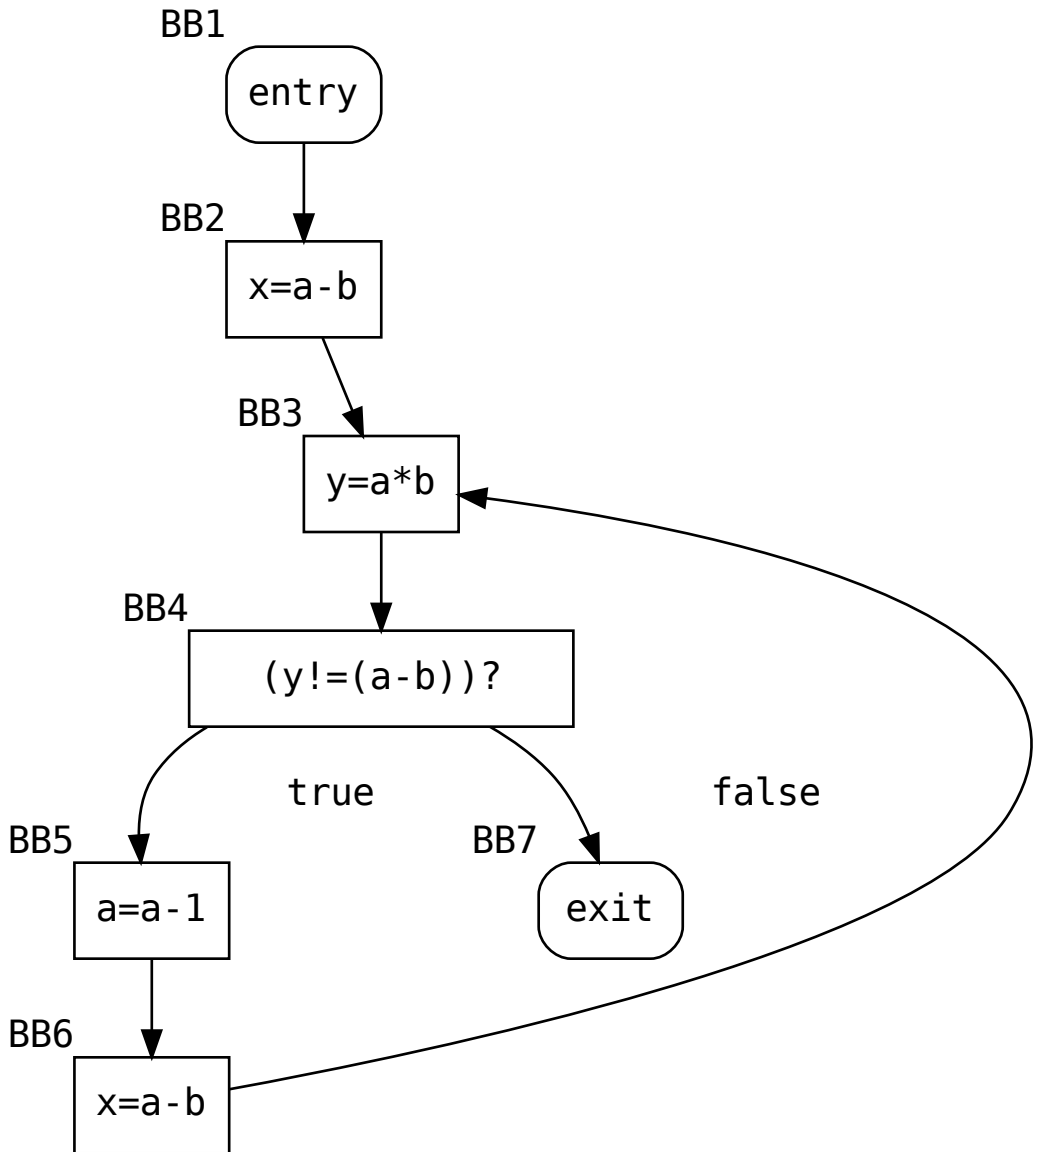 BB1
entry
BB2
x=a-b
BB3
y=a*b
BB4
(y!=(a-b))?
true
false
BB5
BB7
a=a-1
exit
BB6
x=a-b